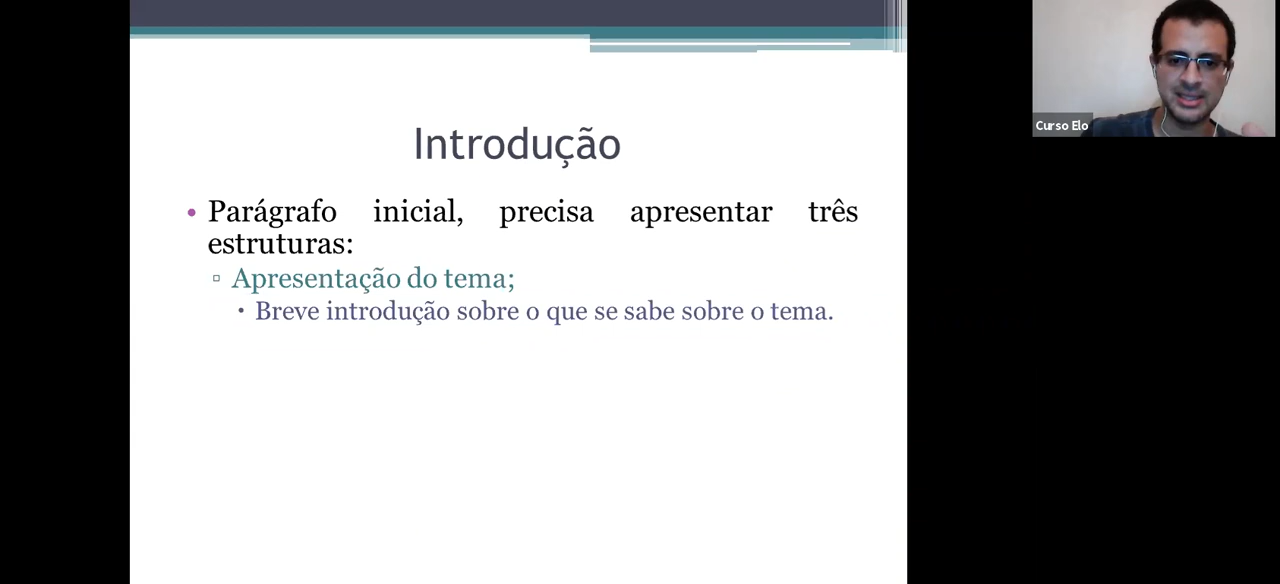 Introdução
Parágrafo inicial, precisa apresentar três
estruturas:
Apresentação do tema;
Breve introdução sobre o que se sabe sobre o tema.
Curso Elo